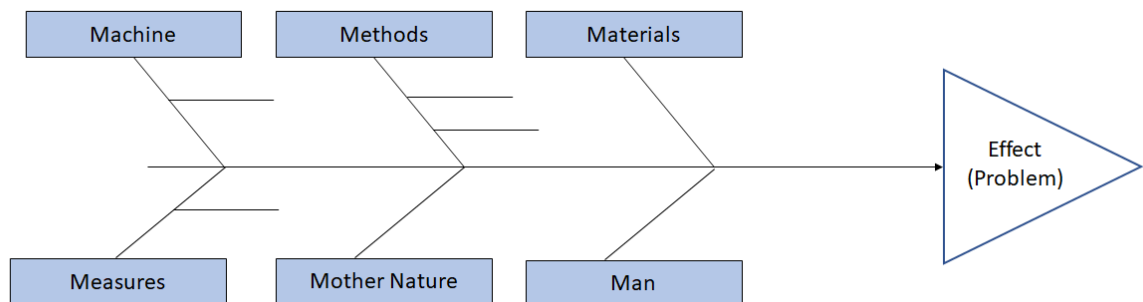 Machine
Methods
Materials
Effect
(Problem)
Measures
Mother Nature
Man